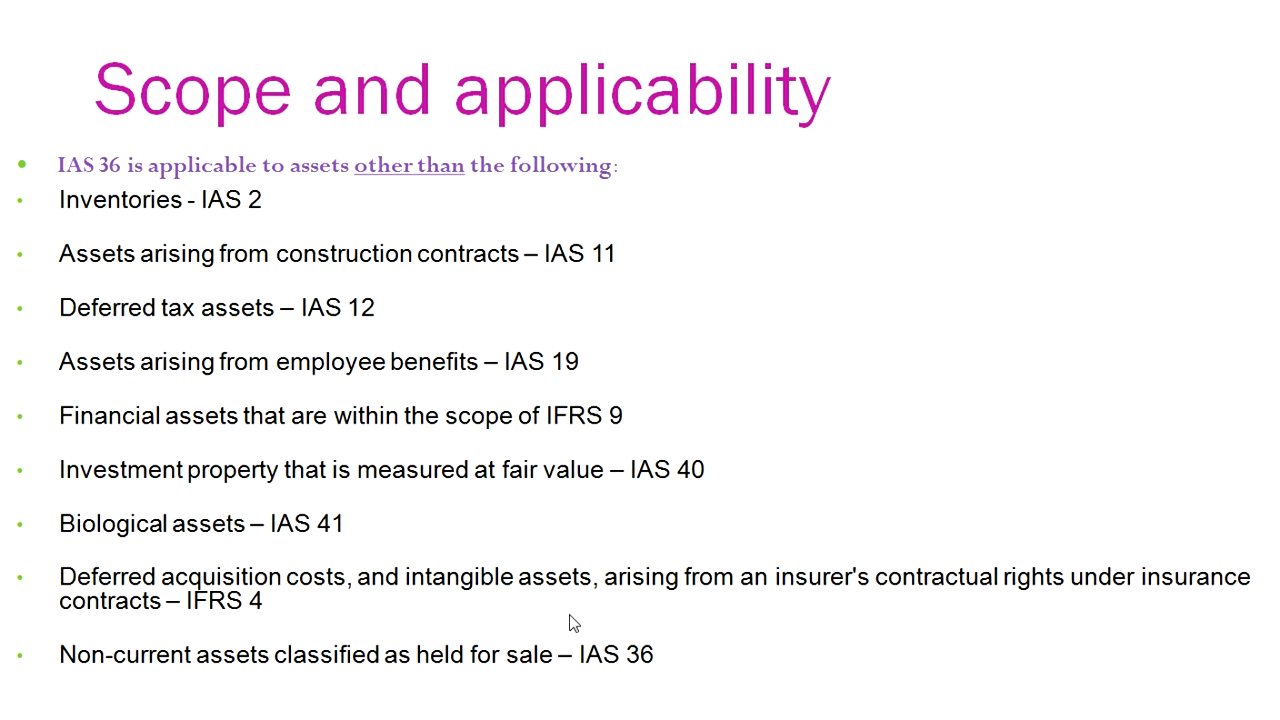 Scope and applicability
• IAS 36 is applicable to assets other than the following:
• Inventories - IAS 2
• Assets arising from construction contracts – IAS 11
• Deferred tax assets – IAS 12
• Assets arising from employee benefits – IAS 19
• Financial assets that are within the scope of IFRS 9
• Investment property that is measured at fair value – IAS 40
• Biological assets – IAS 41
• Deferred acquisition costs, and intangible assets, arising from an insurer's contractual rights under insurance
contracts – IFRS 4
• Non-current assets classified as held for sale – IAS 36